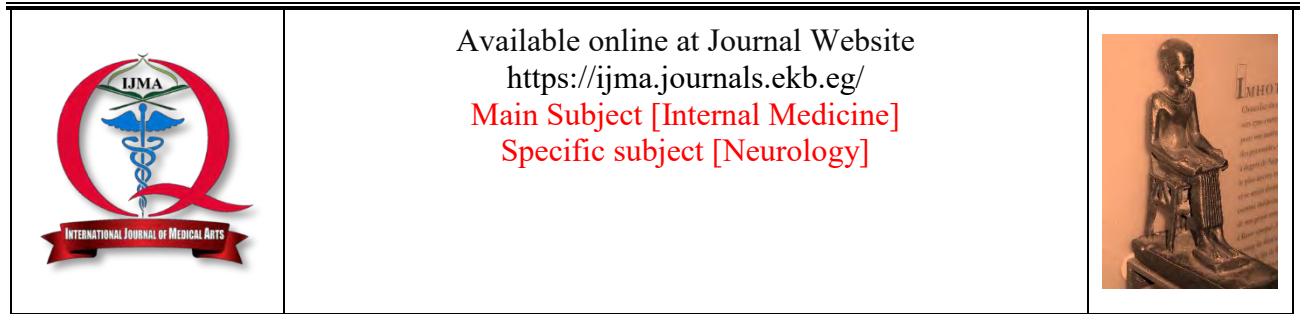 IJMA
INTERNATIONAL JOURNAL OF MEDICAL ARTS
Available online at Journal Website
https://ijma.journals.ekb.eg/
Main Subject [Internal Medicine]
Specific subject [Neurology]
IMHOT